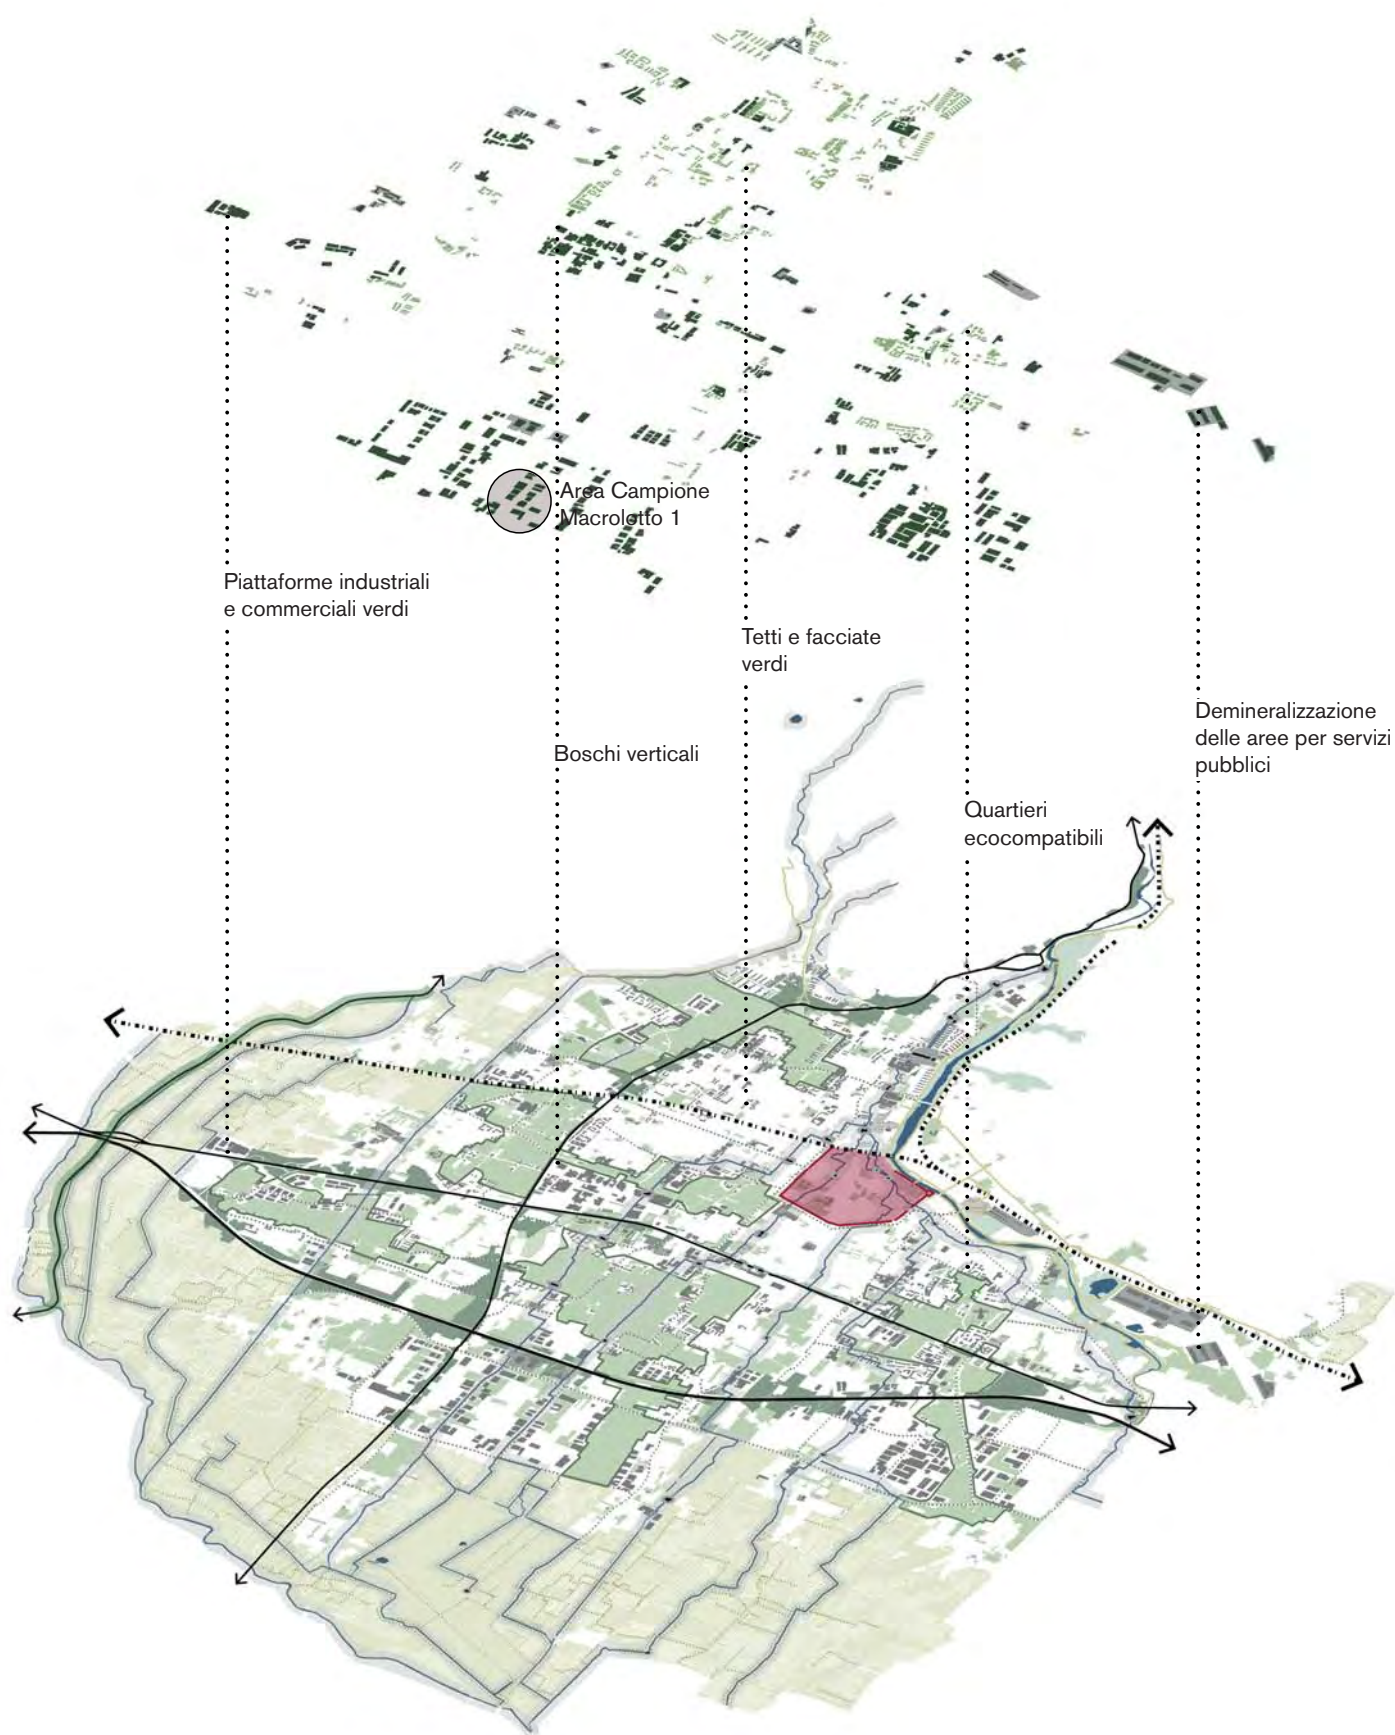 Area Campione
Macrolotto 1
Piattaforme industriali
e commerciali verdi
Tetti e facciate
verdi
Demineralizzazione
delle aree per servizi
pubblici
Boschi verticali
Quartieri
ecocompatibili